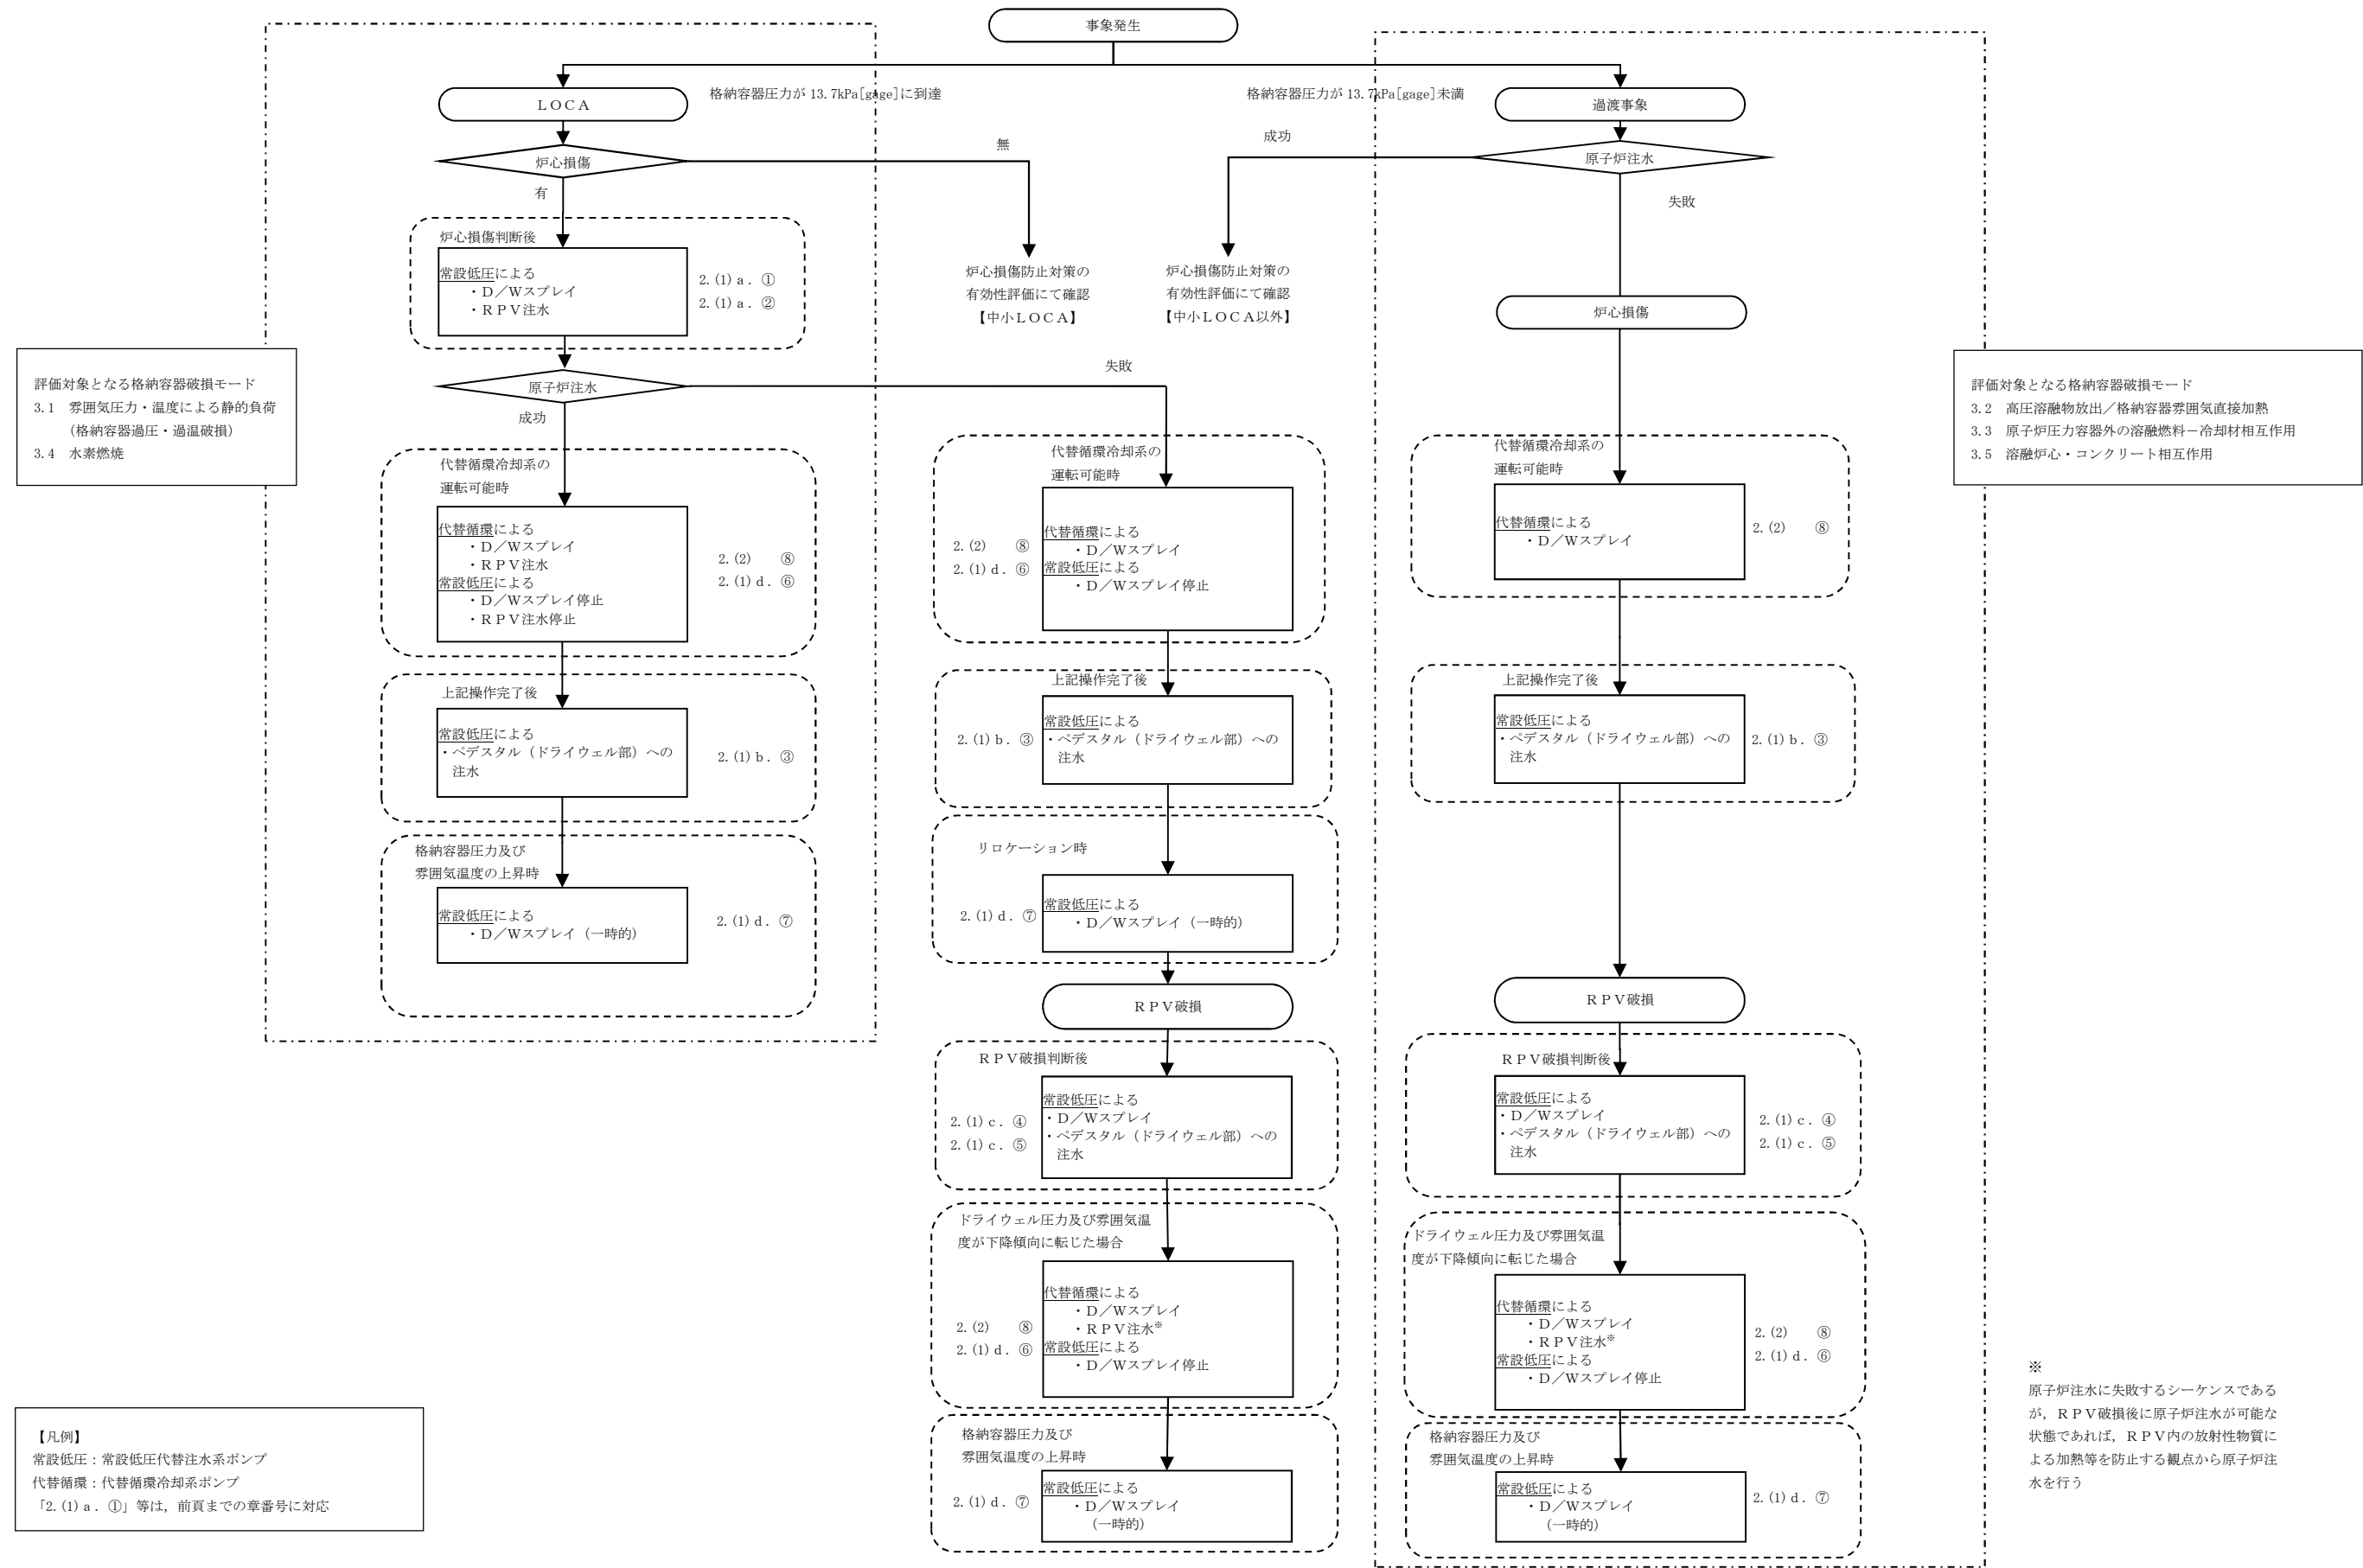 事象発生
格納容器圧力が 13.7kPa[gage]に到達
格納容器圧力が 13.7kPa[gage]未満
LOCA
炉心損傷
無
有
炉心損傷防止対策の
有効性評価にて確認
【中小LOCA】
炉心損傷判断後
常設低圧による
・D/Wスプレイ
・RPV注水
2.(1)a. ①
2.(1)a. ②
原子炉注水
失敗
成功
評価対象となる格納容器破損モード
3.1 雰囲気圧力・温度による静的負荷
(格納容器過圧・過温破損)
3.4 水素燃焼
代替循環冷却系の
運転可能時
代替循環による
・D/Wスプレイ
・RPV注水
常設低圧による
・D/Wスプレイ停止
・RPV注水停止
2.(2) ⑧
2.(1)d. ⑥
上記操作完了後
常設低圧による
・ペデスタル(ドライウェル部)への
注水
2.(1)b. ③
格納容器圧力及び
雰囲気温度の上昇時
常設低圧による
・D/Wスプレイ(一時的)
2.(1)d. ⑦
代替循環冷却系の
運転可能時
2.(2) ⑧
2.(1)d. ⑥
代替循環による
・D/Wスプレイ
常設低圧による
・D/Wスプレイ停止
上記操作完了後
2.(1)b. ③
常設低圧による
・ペデスタル(ドライウェル部)への
注水
リロケーション時
2.(1)d. ⑦
常設低圧による
・D/Wスプレイ(一時的)
RPV破損
RPV破損判断後
2.(1)c. ④
2.(1)c. ⑤
常設低圧による
・D/Wスプレイ
・ペデスタル(ドライウェル部)への
注水
ドライウェル圧力及び雰囲気温
度が下降傾向に転じた場合
2.(2) ⑧
2.(1)d. ⑥
代替循環による
・D/Wスプレイ
・RPV注水※
常設低圧による
・D/Wスプレイ停止
格納容器圧力及び
雰囲気温度の上昇時
2.(1)d. ⑦
常設低圧による
・D/Wスプレイ
(一時的)
過渡事象
原子炉注水
成功
失敗
炉心損傷防止対策の
有効性評価にて確認
【中小LOCA以外】
炉心損傷
評価対象となる格納容器破損モード
3.2 高圧溶融物放出/格納容器雰囲気直接加熱
3.3 原子炉圧力容器外の溶融燃料-冷却材相互作用
3.5 溶融炉心・コンクリート相互作用
代替循環冷却系の
運転可能時
代替循環による
・D/Wスプレイ
2.(2) ⑧
上記操作完了後
常設低圧による
・ペデスタル(ドライウェル部)への
注水
2.(1)b. ③
RPV破損
RPV破損判断後
常設低圧による
・D/Wスプレイ
・ペデスタル(ドライウェル部)への
注水
2.(1)c. ④
2.(1)c. ⑤
ドライウェル圧力及び雰囲気温
度が下降傾向に転じた場合
代替循環による
・D/Wスプレイ
・RPV注水※
常設低圧による
・D/Wスプレイ停止
2.(2) ⑧
2.(1)d. ⑥
格納容器圧力及び
雰囲気温度の上昇時
常設低圧による
・D/Wスプレイ
(一時的)
2.(1)d. ⑦
※
原子炉注水に失敗するシーケンスである
が,RPV破損後に原子炉注水が可能な
状態であれば,RPV内の放射性物質に
よる加熱等を防止する観点から原子炉注
水を行う
【凡例】
常設低圧:常設低圧代替注水系ポンプ
代替循環:代替循環冷却系ポンプ
「2.(1)a. ①」等は,前頁までの章番号に対応